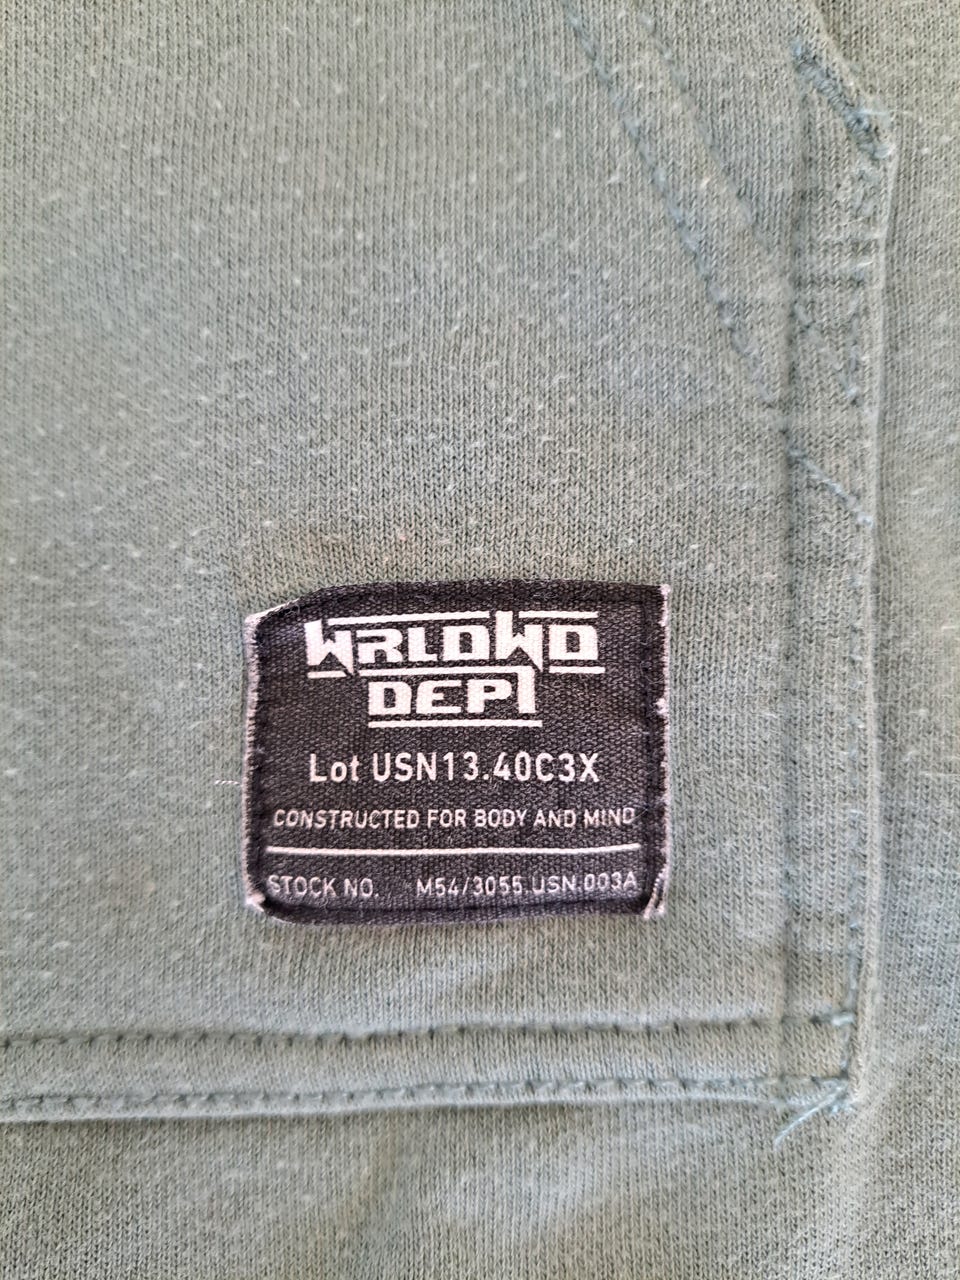 WRLDWD
DEPT
Lot USN13.40C3X
CONSTRUCTED FOR BODY AND MIND
STOCK NO. M54/3055.USN.003A